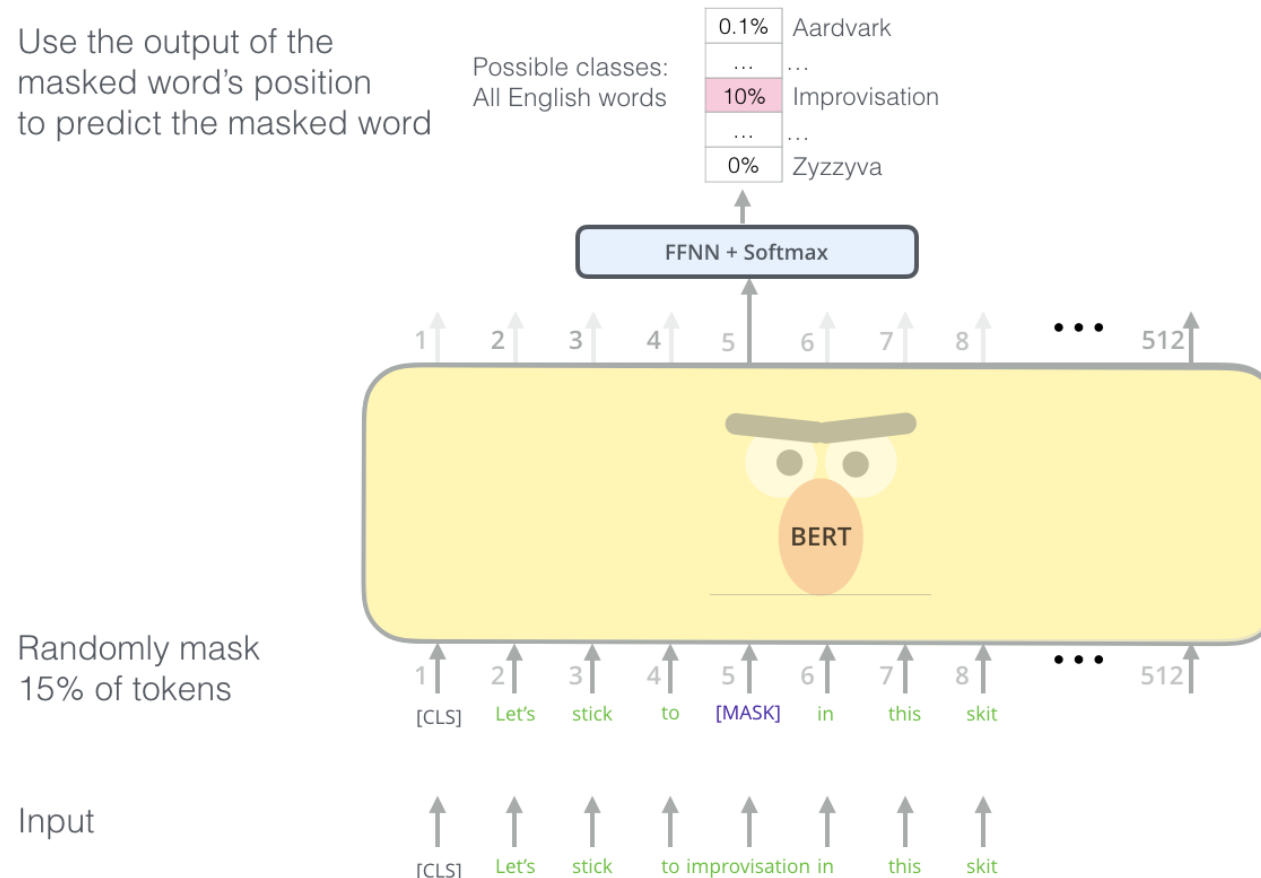 Use the output of the
masked word's position
to predict the masked word
Possible classes:
All English words
0.1% Aardvark
... ...
10% Improvisation
... ...
0% Zyzzyva
FFNN + Softmax
1 2 3 4 5 6 7 8 ... 512
BERT
Randomly mask
15% of tokens
1 2 3 4 5 6 7 8 ... 512
[CLS] Let's stick to [MASK] in this skit
Input
[CLS] Let's stick to improvisation in this skit